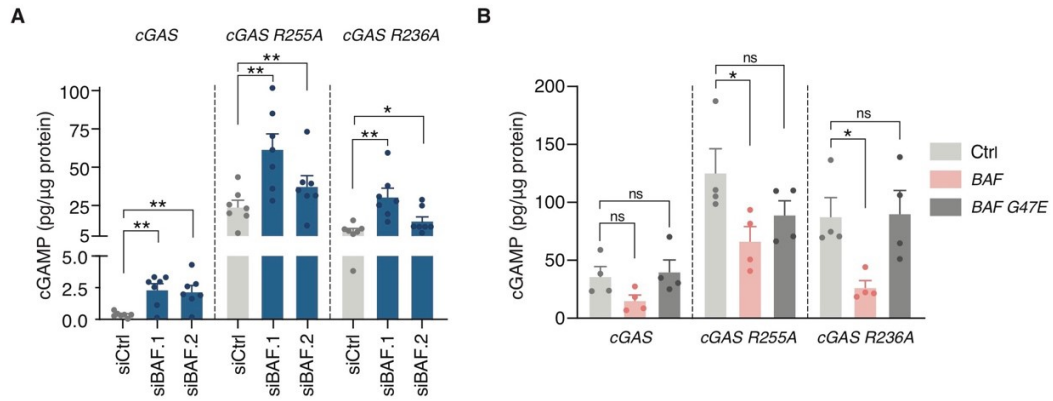 A
cGAS
cGAS R255A
cGAS R236A
cGAMP (pg/µg protein)
100
75
50
25
5
5.0
2.5
0.0
**
**
**
**
**
*
siCtrl
siBAF.1
siBAF.2
siCtrl
siBAF.1
siBAF.2
siCtrl
siBAF.1
siBAF.2
B
cGAMP (pg/µg protein)
200
150
100
50
0
ns
ns
ns
*
ns
*
cGAS
cGAS R255A
cGAS R236A
Ctrl
BAF
BAF G47E